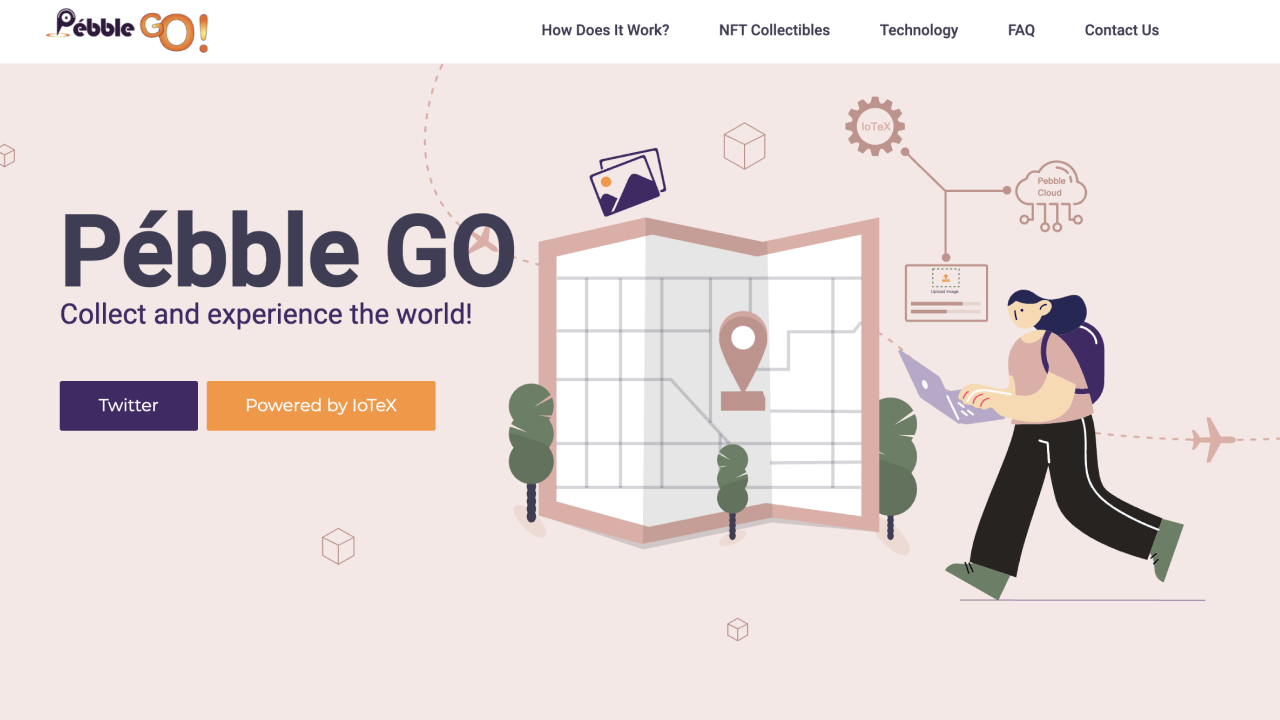 Pébble GO!
How Does It Work?
NFT Collectibles
Technology
FAQ
Contact Us
IoTeX
Pebble
Cloud
Upload image
Pébble GO
Collect and experience the world!
Twitter
Powered by IoTeX